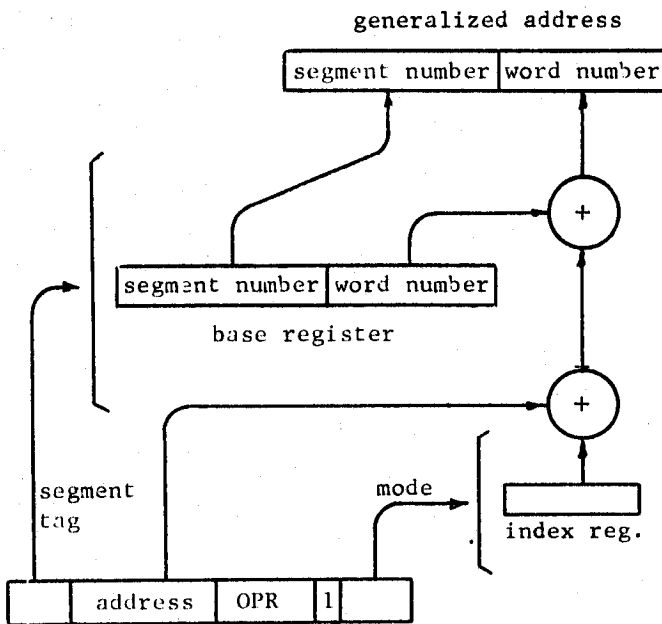 generalized address
segment number word number
+
segment number word number
base register
+
segment
tag
mode
index reg.
address OPR 1